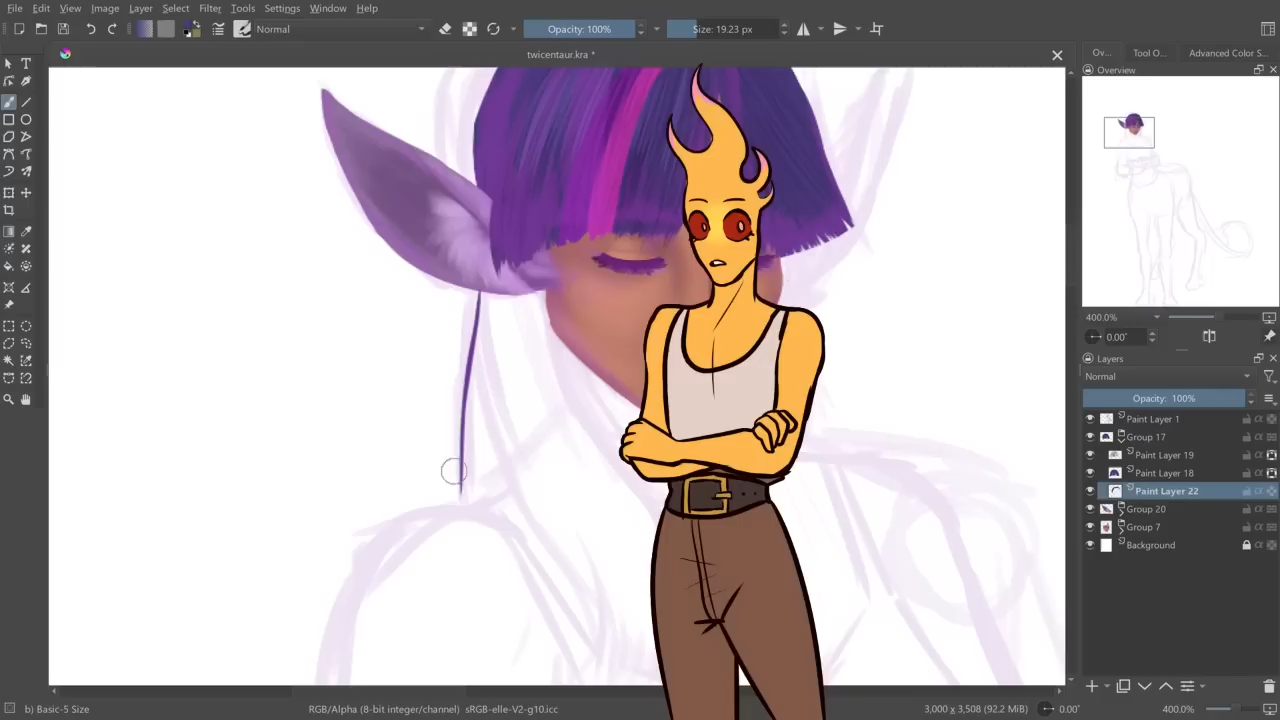 File Edit View Image Layer Select Filter Tools Settings Window Help
Normal Opacity: 100% Size: 19.23 px
twicentaur.kra *
Ov... Tool O... Advanced Color S...
Overview
400.0%
0.00°
Layers
Normal
Opacity: 100%
Paint Layer 1
Group 17
Paint Layer 19
Paint Layer 18
Paint Layer 22
Group 20
Group 7
Background
b) Basic-5 Size RGB/Alpha (8-bit integer/channel) sRGB-elle-V2-g10.icc 3,000 x 3,508 (92.2 MiB) 0.00° 400.0%